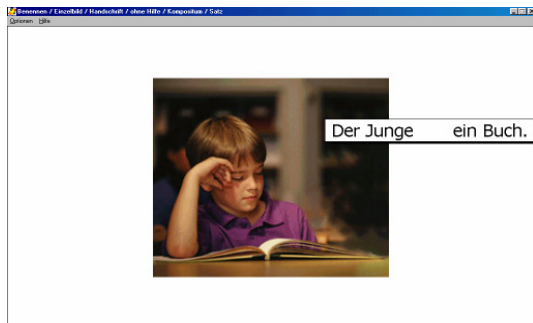 Benennen / Einzelbild / Handschrift / ohne Hilfe / Kompositum / Satz
Optionen Hilfe
Der Junge ein Buch.